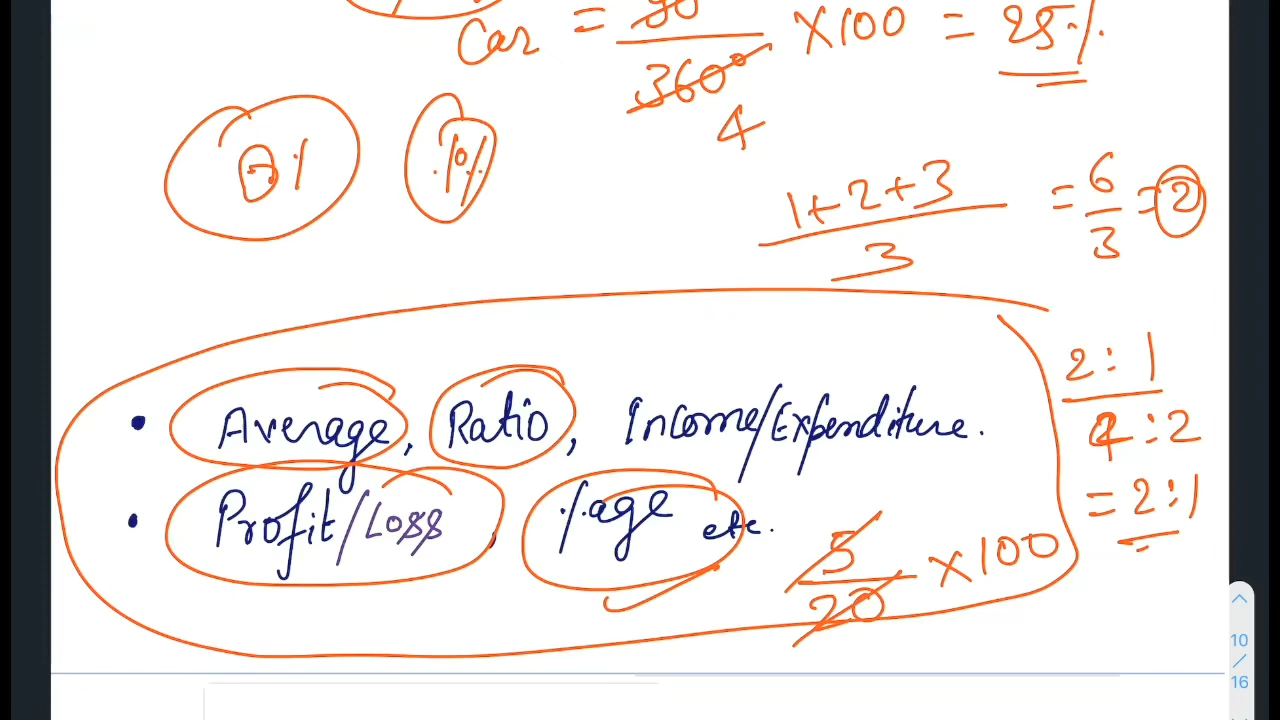 Car = 90/360° ×100 = 25%
4
?%
%
1+2+3/3 = 6/3 = 2
• Average, Ratio, Income/Expenditure.
2:1
4:2
= 2:1
• Profit/Loss, %age etc.
5/20 ×100
10
/
16